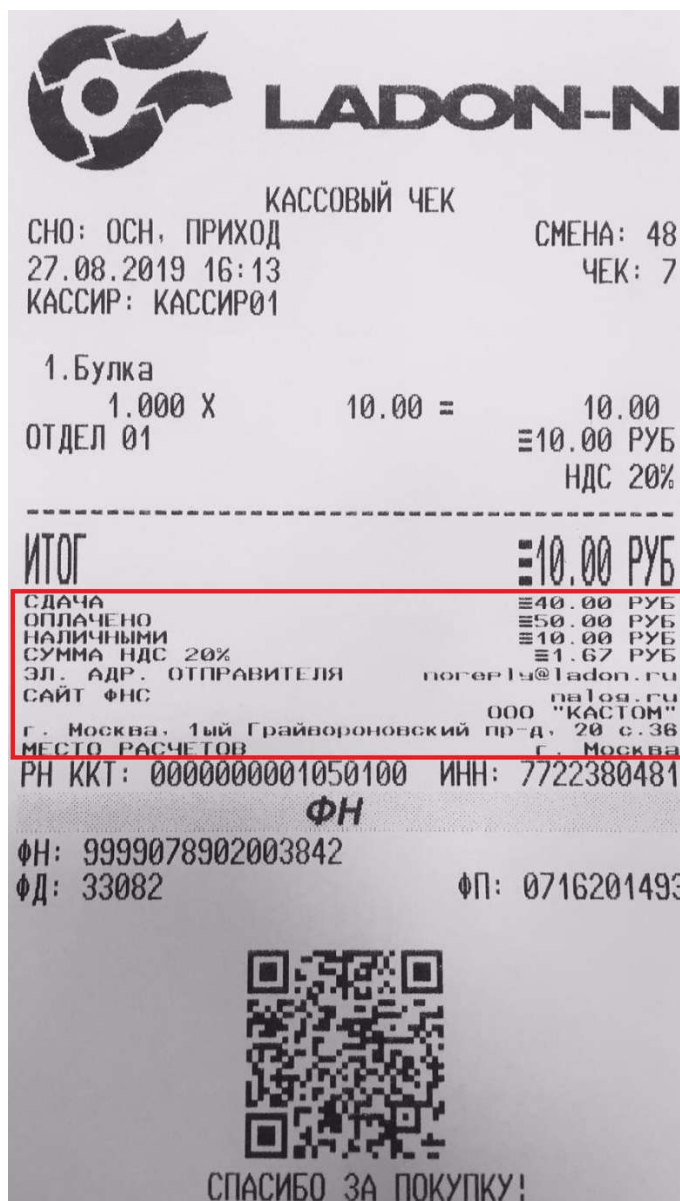 LADON-N
КАССОВЫЙ ЧЕК
СНО: ОСН, ПРИХОД СМЕНА: 48
27.08.2019 16:13 ЧЕК: 7
КАССИР: КАССИР01
1.Булка
1.000 X 10.00 = 10.00
ОТДЕЛ 01 ≡10.00 РУБ
НДС 20%
ИТОГ ≡10.00 РУБ
СДАЧА ≡40.00 РУБ
ОПЛАЧЕНО ≡50.00 РУБ
НАЛИЧНЫМИ ≡10.00 РУБ
СУММА НДС 20% ≡1.67 РУБ
ЭЛ. АДР. ОТПРАВИТЕЛЯ noreply@ladon.ru
САЙТ ФНС nalog.ru
ООО "КАСТОМ"
г. Москва, 1ый Грайвороновский пр-д, 20 с.36
МЕСТО РАСЧЕТОВ г. Москва
РН ККТ: 0000000001050100 ИНН: 7722380481
ФН
ФН: 9999078902003842
ФД: 33082 ФП: 0716201493
СПАСИБО ЗА ПОКУПКУ!